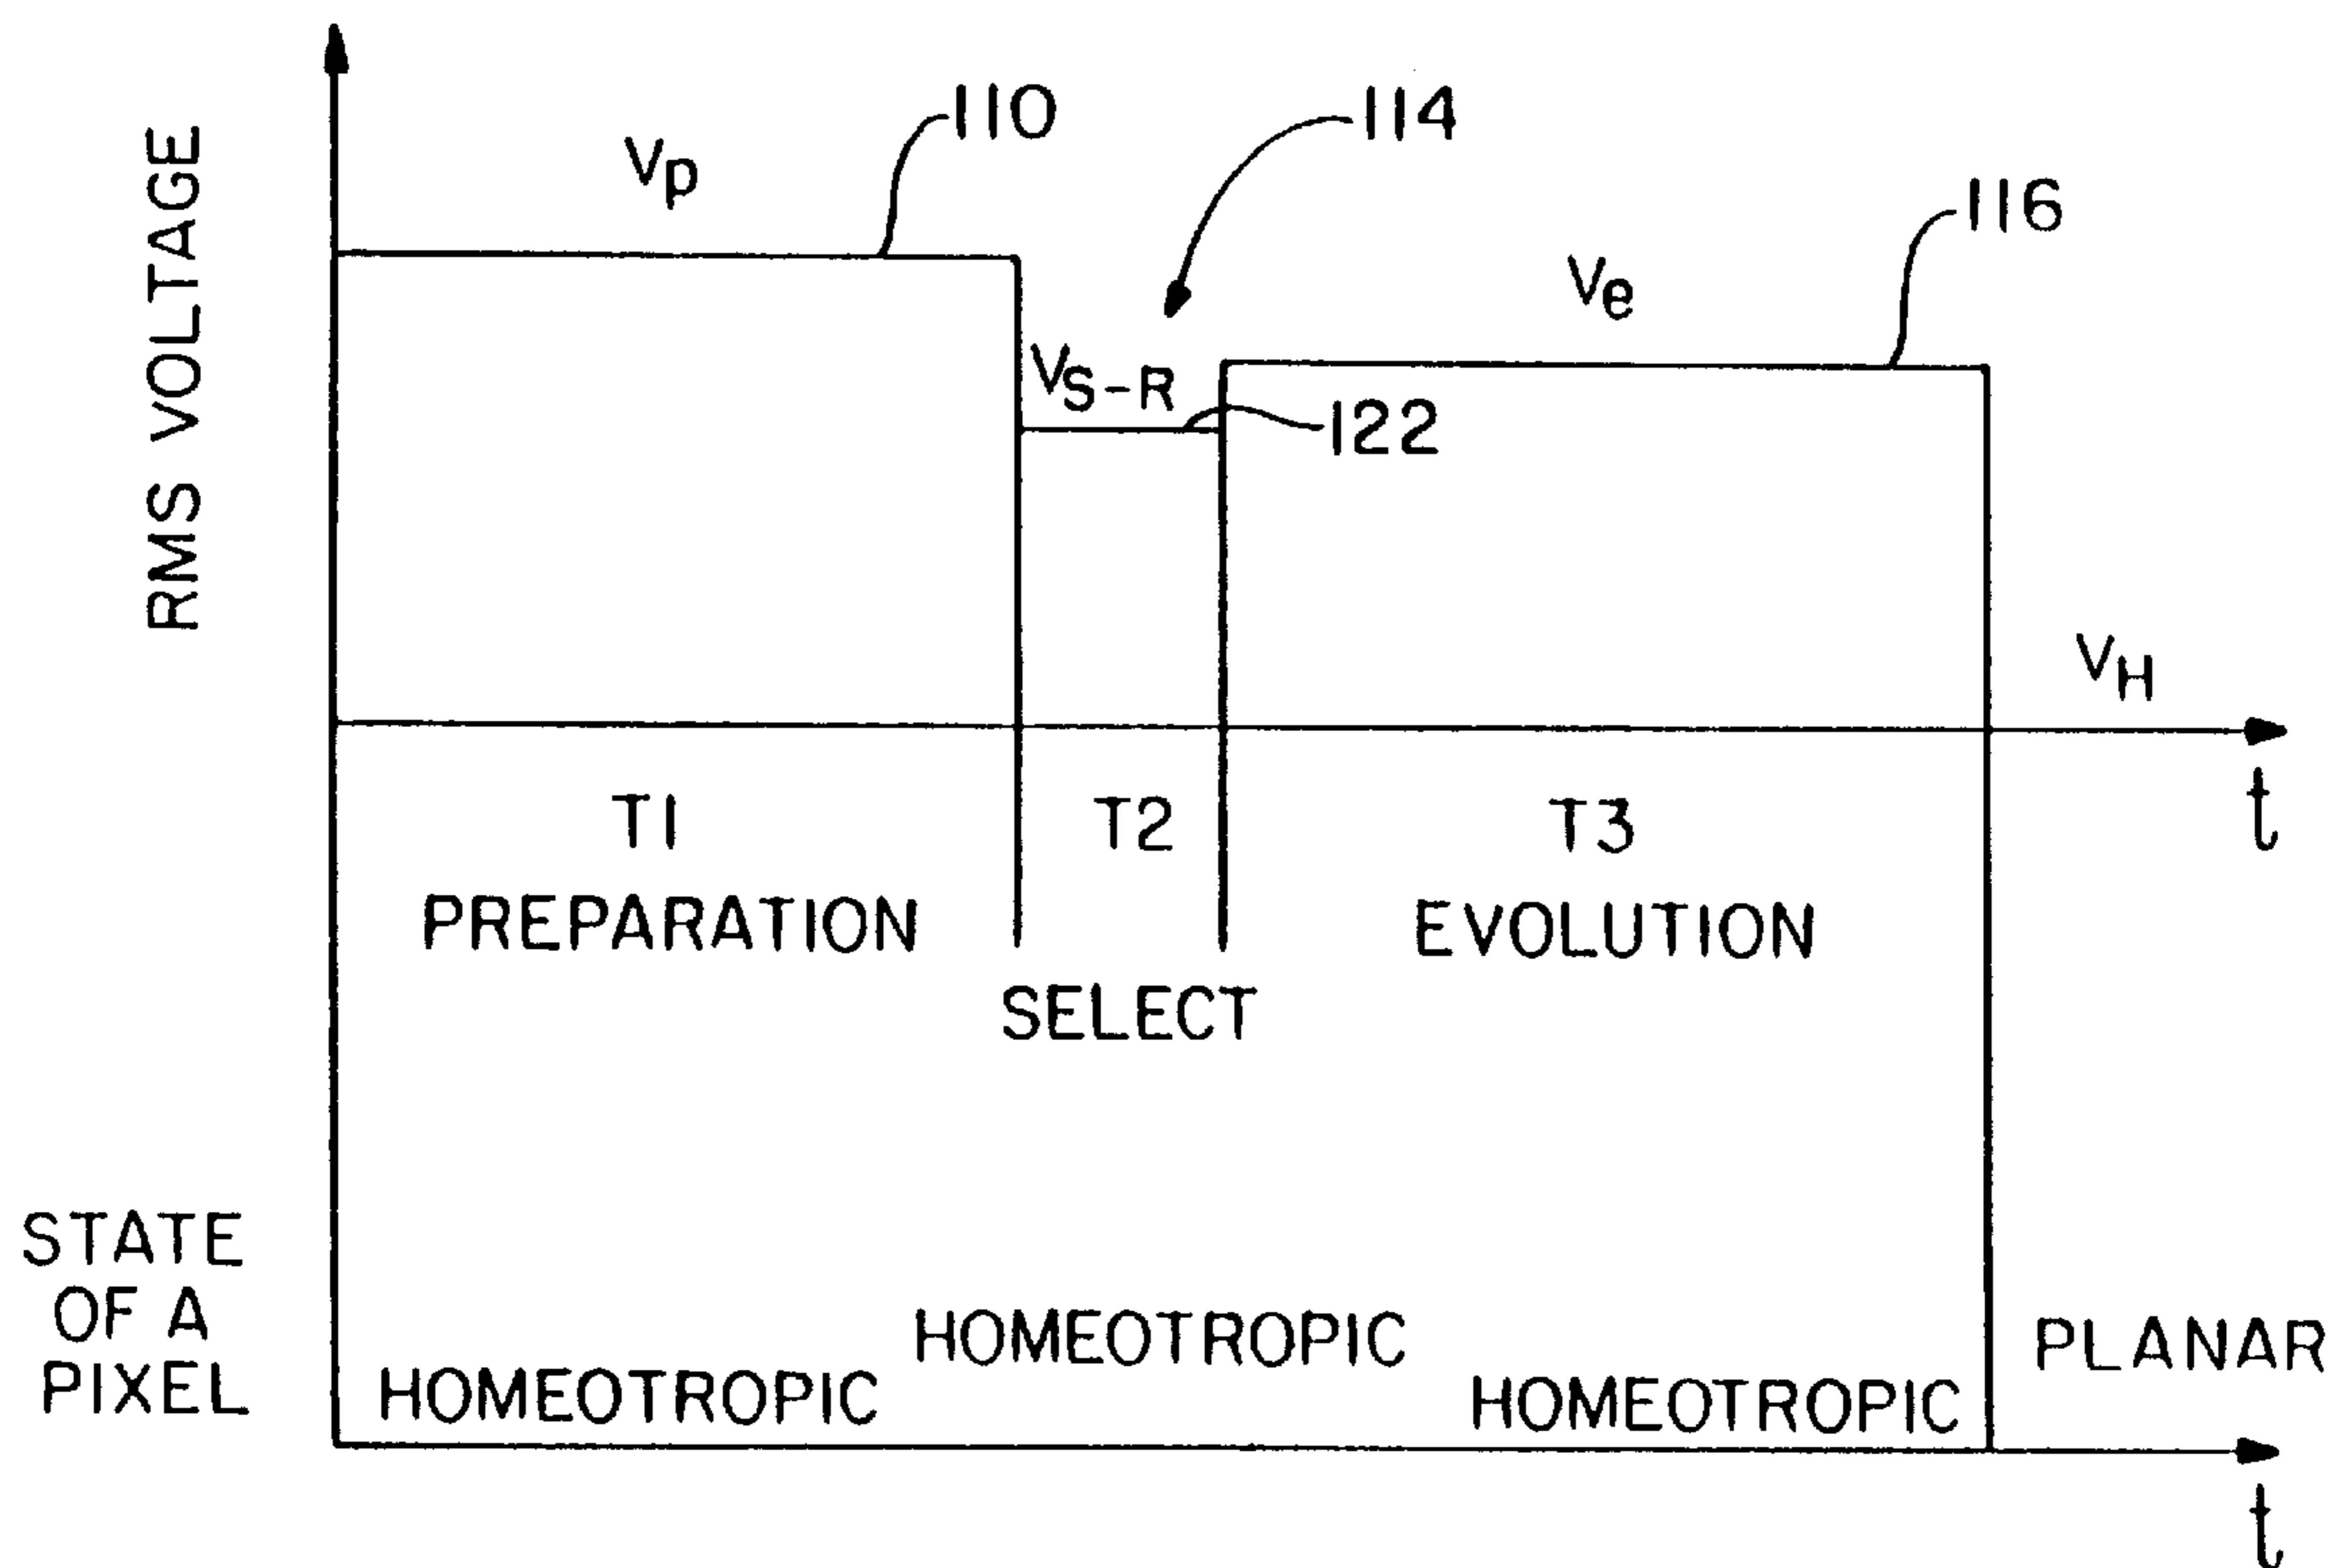 RMS VOLTAGE
Vp
110
114
VS-R
122
Ve
116
VH
t
T1
T2
T3
PREPARATION
SELECT
EVOLUTION
STATE
OF A
PIXEL
HOMEOTROPIC
HOMEOTROPIC
HOMEOTROPIC
PLANAR
t